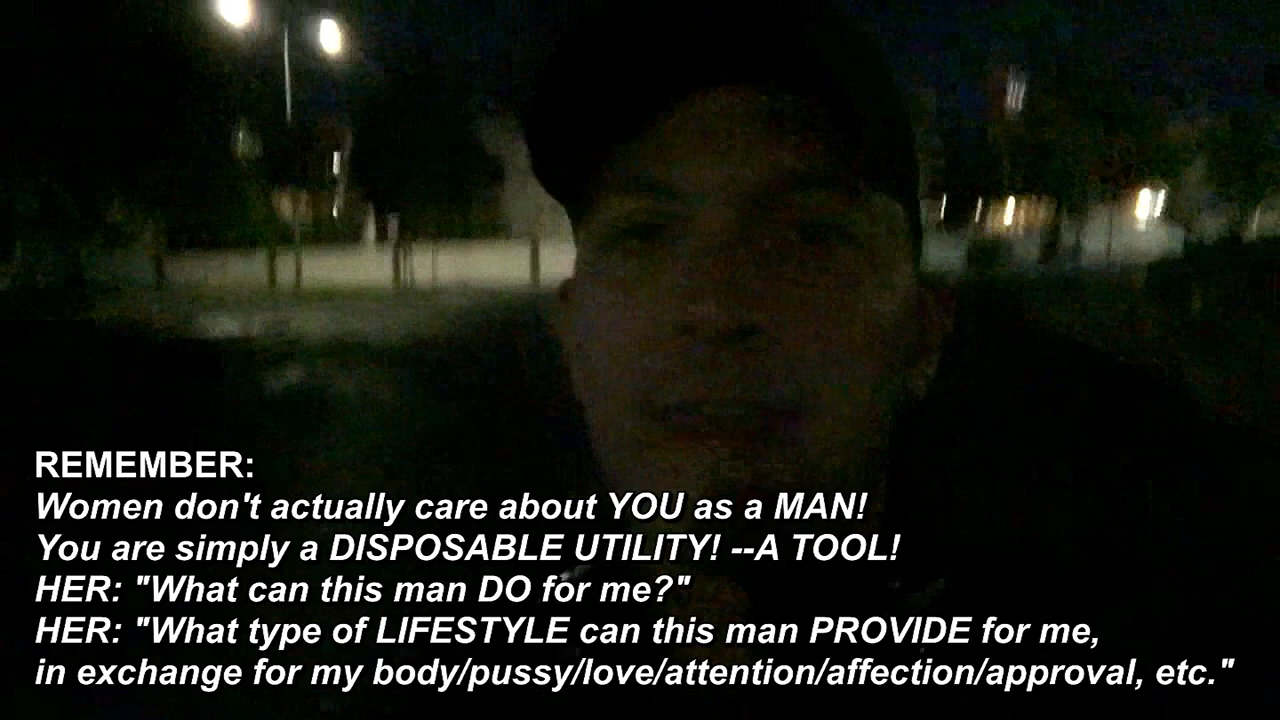 REMEMBER:
Women don't actually care about YOU as a MAN!
You are simply a DISPOSABLE UTILITY! --A TOOL!
HER: "What can this man DO for me?"
HER: "What type of LIFESTYLE can this man PROVIDE for me,
in exchange for my body/pussy/love/attention/affection/approval, etc."